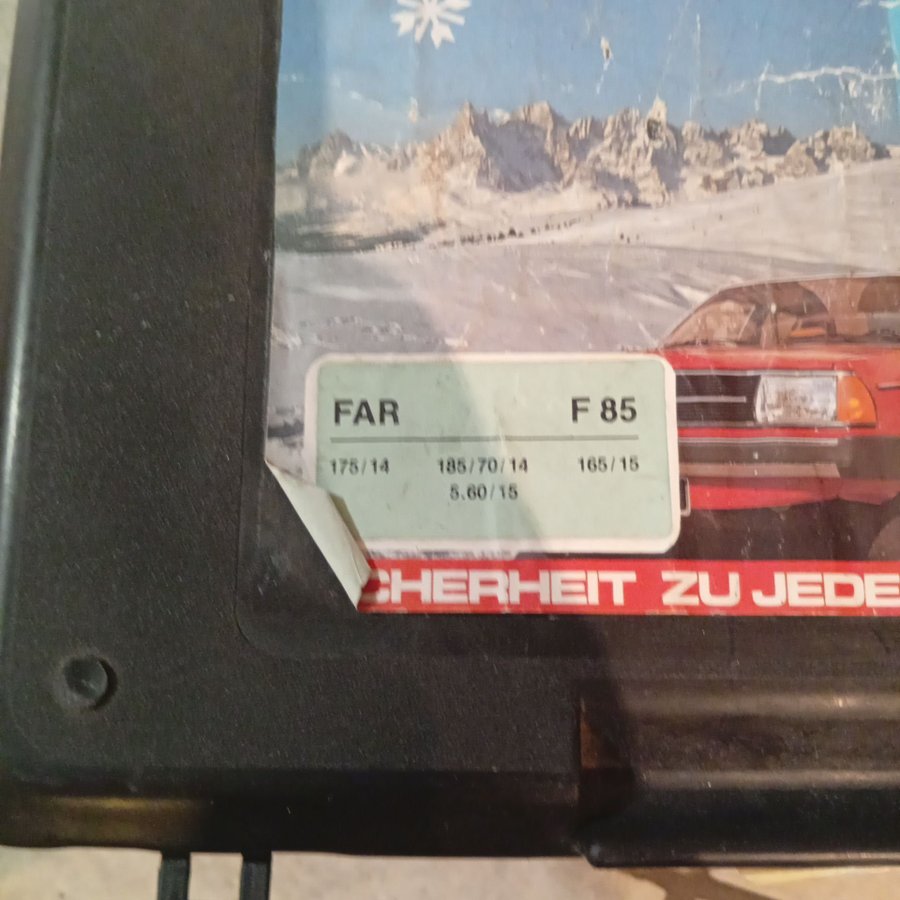 FAR F 85
175/14 185/70/14 165/15
5.60/15
CHERHEIT ZU JEDE